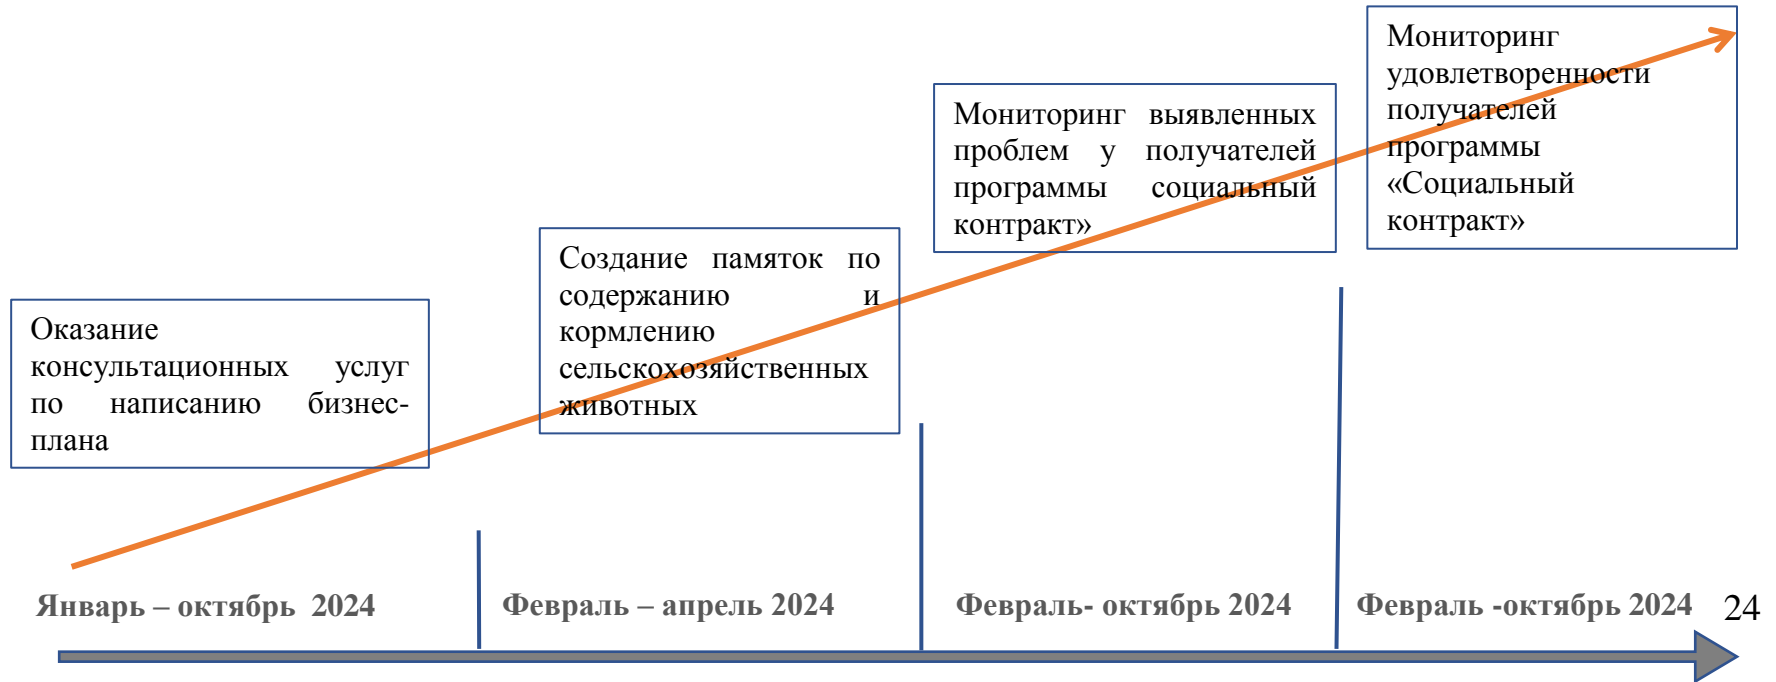 Оказание
консультационных услуг
по написанию бизнес-
плана
Создание памяток по
содержанию и
кормлению
сельскохозяйственных
животных
Мониторинг выявленных
проблем у получателей
программы социальный
контракт»
Мониторинг
удовлетворенности
получателей
программы
«Социальный
контракт»
Январь – октябрь 2024
Февраль – апрель 2024
Февраль- октябрь 2024
Февраль -октябрь 2024
24